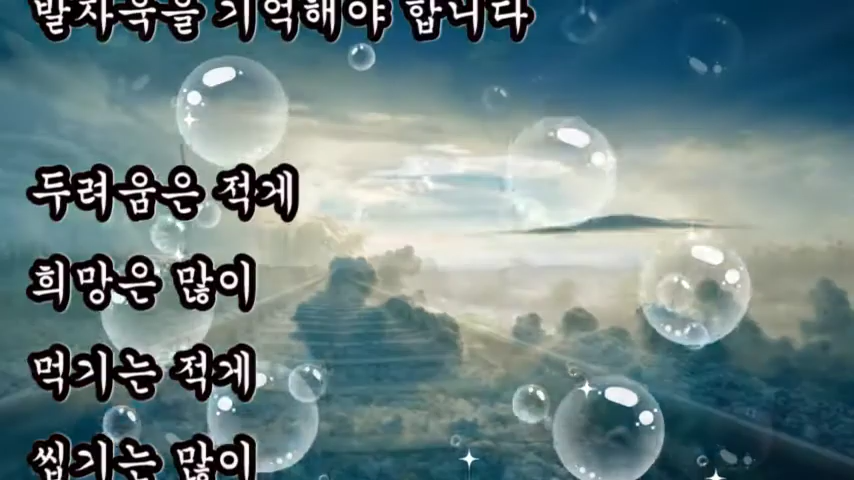 발자국을 기억해야 합니다
두려움은 적게
희망은 많이
먹기는 적게
씹기는 많이